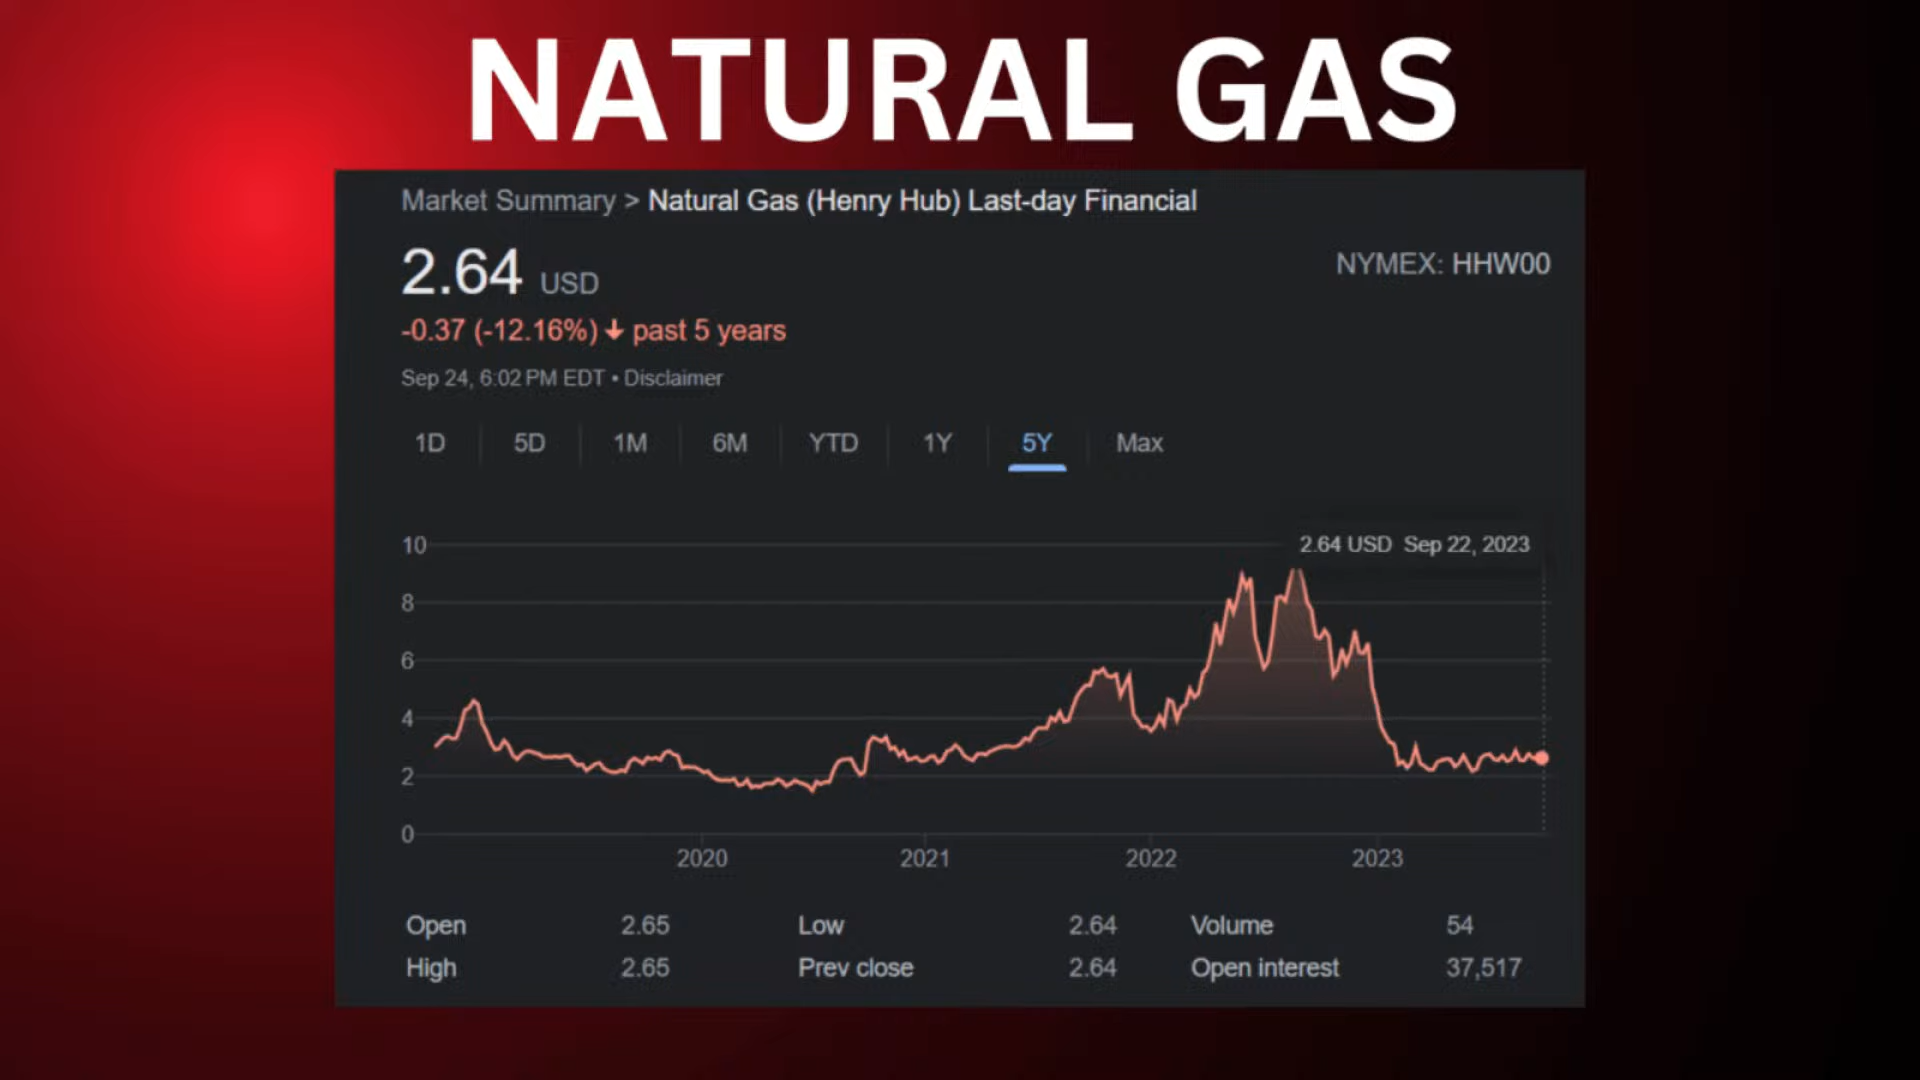 NATURAL GAS
Market Summary > Natural Gas (Henry Hub) Last-day Financial
2.64 USD
NYMEX: HHW00
-0.37 (-12.16%) ↓ past 5 years
Sep 24, 6:02 PM EDT • Disclaimer
1D 5D 1M 6M YTD 1Y 5Y Max
2.64 USD Sep 22, 2023
10
8
6
4
2
0
2020 2021 2022 2023
Open 2.65 Low 2.64 Volume 54
High 2.65 Prev close 2.64 Open interest 37,517